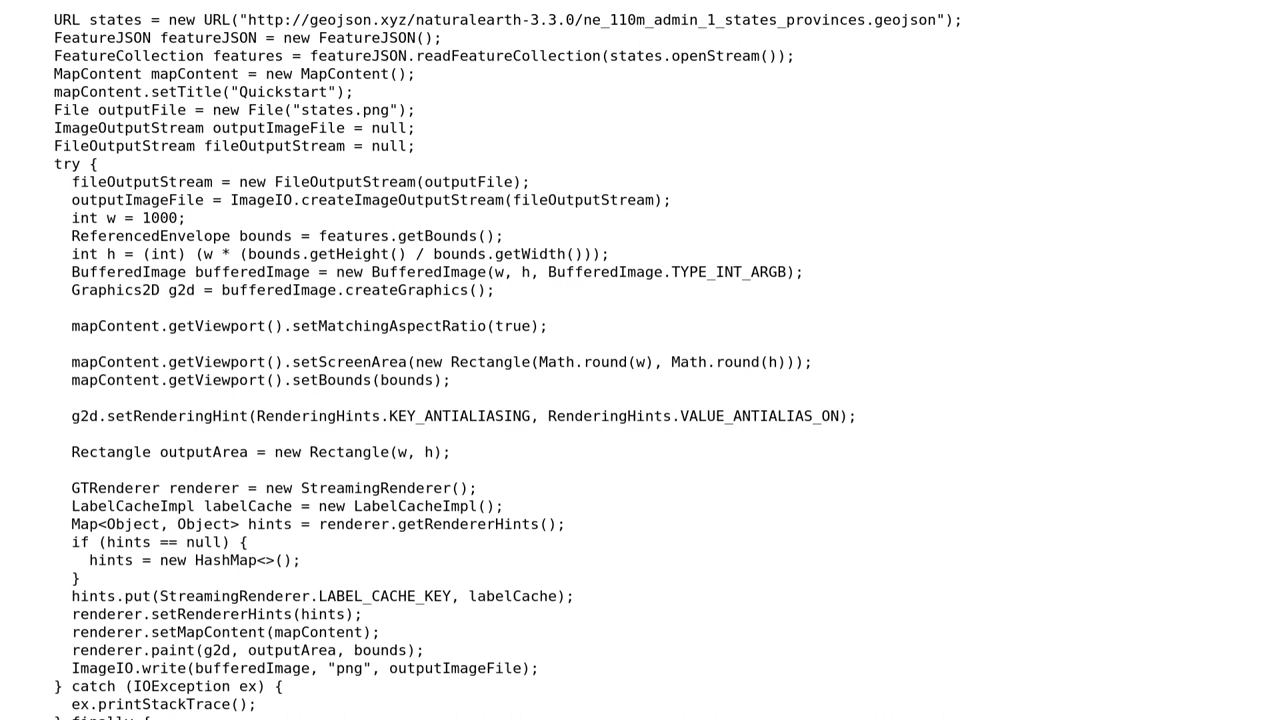 URL states = new URL("http://geojson.xyz/naturalearth-3.3.0/ne_110m_admin_1_states_provinces.geojson");
FeatureJSON featureJSON = new FeatureJSON();
FeatureCollection features = featureJSON.readFeatureCollection(states.openStream());
MapContent mapContent = new MapContent();
mapContent.setTitle("Quickstart");
File outputFile = new File("states.png");
ImageOutputStream outputImageFile = null;
FileOutputStream fileOutputStream = null;
try {
  fileOutputStream = new FileOutputStream(outputFile);
  outputImageFile = ImageIO.createImageOutputStream(fileOutputStream);
  int w = 1000;
  ReferencedEnvelope bounds = features.getBounds();
  int h = (int) (w * (bounds.getHeight() / bounds.getWidth()));
  BufferedImage bufferedImage = new BufferedImage(w, h, BufferedImage.TYPE_INT_ARGB);
  Graphics2D g2d = bufferedImage.createGraphics();

  mapContent.getViewport().setMatchingAspectRatio(true);

  mapContent.getViewport().setScreenArea(new Rectangle(Math.round(w), Math.round(h)));
  mapContent.getViewport().setBounds(bounds);

  g2d.setRenderingHint(RenderingHints.KEY_ANTIALIASING, RenderingHints.VALUE_ANTIALIAS_ON);

  Rectangle outputArea = new Rectangle(w, h);

  GTRenderer renderer = new StreamingRenderer();
  LabelCacheImpl labelCache = new LabelCacheImpl();
  Map<Object, Object> hints = renderer.getRendererHints();
  if (hints == null) {
    hints = new HashMap<>();
  }
  hints.put(StreamingRenderer.LABEL_CACHE_KEY, labelCache);
  renderer.setRendererHints(hints);
  renderer.setMapContent(mapContent);
  renderer.paint(g2d, outputArea, bounds);
  ImageIO.write(bufferedImage, "png", outputImageFile);
} catch (IOException ex) {
  ex.printStackTrace();
} finally {